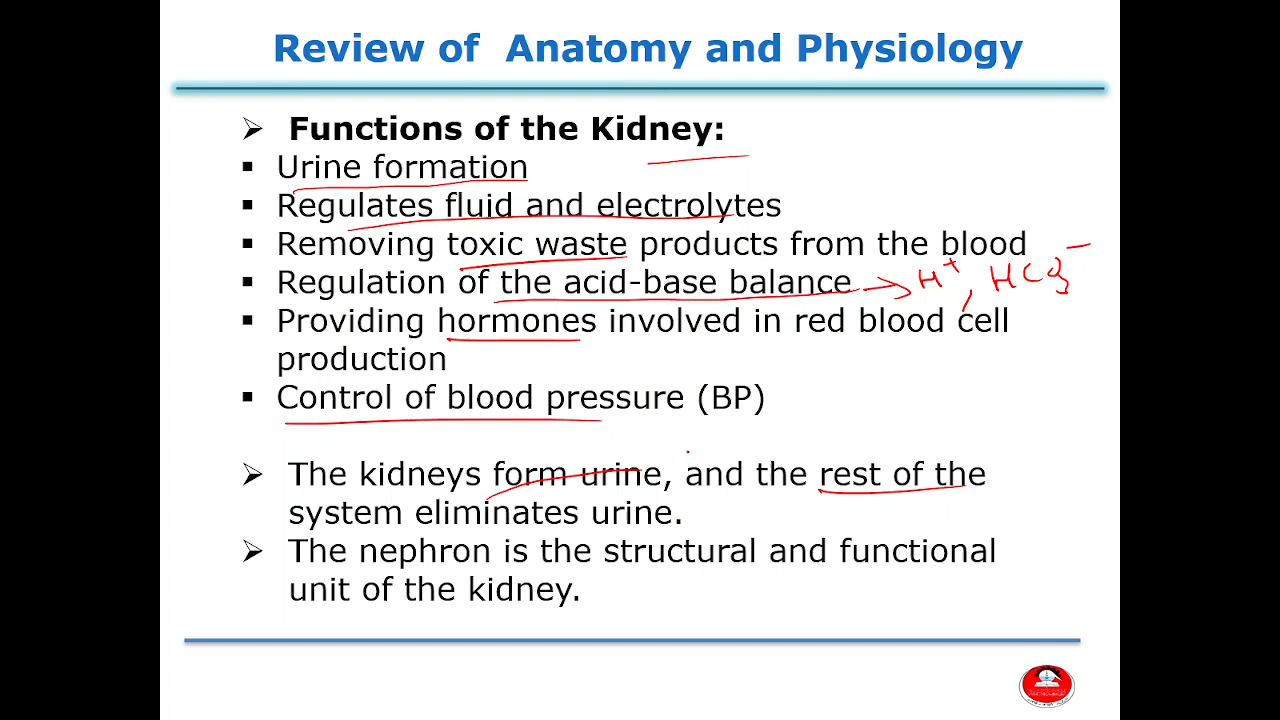 Review of Anatomy and Physiology
➢ Functions of the Kidney:
▪ Urine formation
▪ Regulates fluid and electrolytes
▪ Removing toxic waste products from the blood
▪ Regulation of the acid-base balance → H⁺, HCO₃⁻
▪ Providing hormones involved in red blood cell
production
▪ Control of blood pressure (BP)
➢ The kidneys form urine, and the rest of the
system eliminates urine.
➢ The nephron is the structural and functional
unit of the kidney.